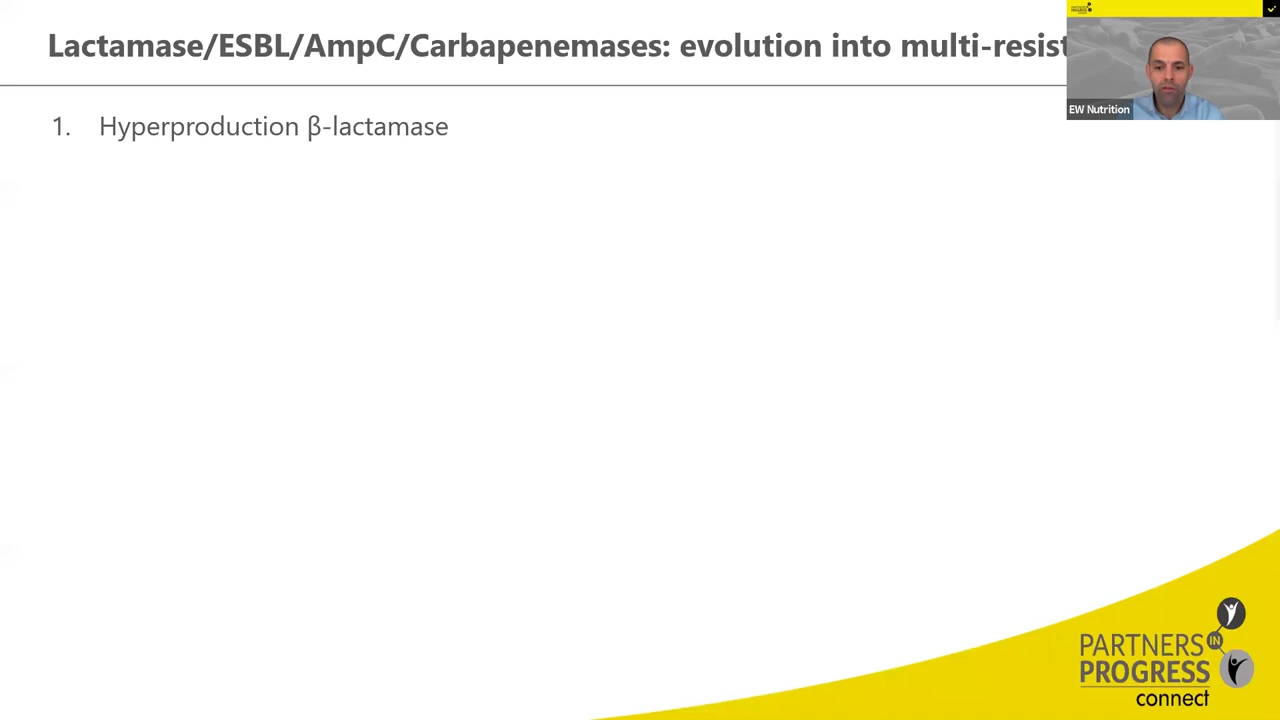 Lactamase/ESBL/AmpC/Carbapenemases: evolution into multi-resist
EW Nutrition
1. Hyperproduction β-lactamase
PARTNERS
IN
PROGRESS
connect